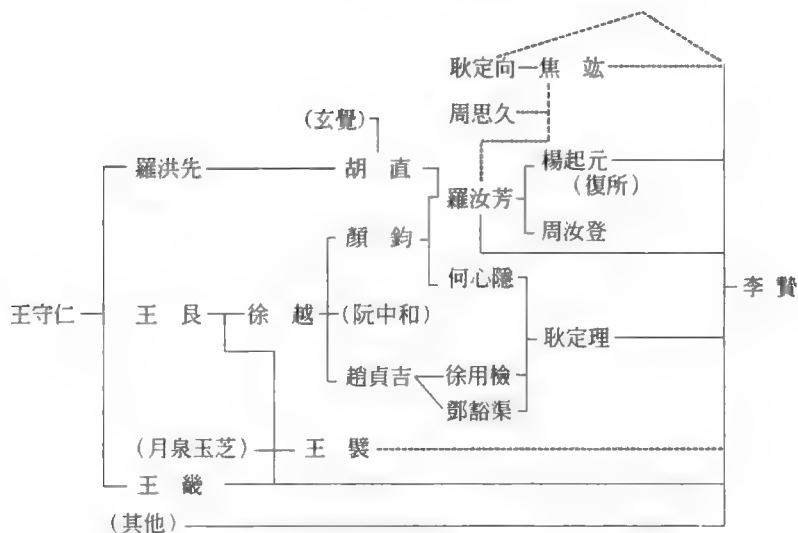 耿定向 焦竑
周思久
(玄覺)
羅洪先 胡直 楊起元
羅汝芳 (復所)
顏鈞 周汝登
何心隱 李贄
王守仁 王艮 徐越 (阮中和) 耿定理
趙貞吉 徐用檢
鄧豁渠
(月泉玉芝) 王襞
王畿
(其他)